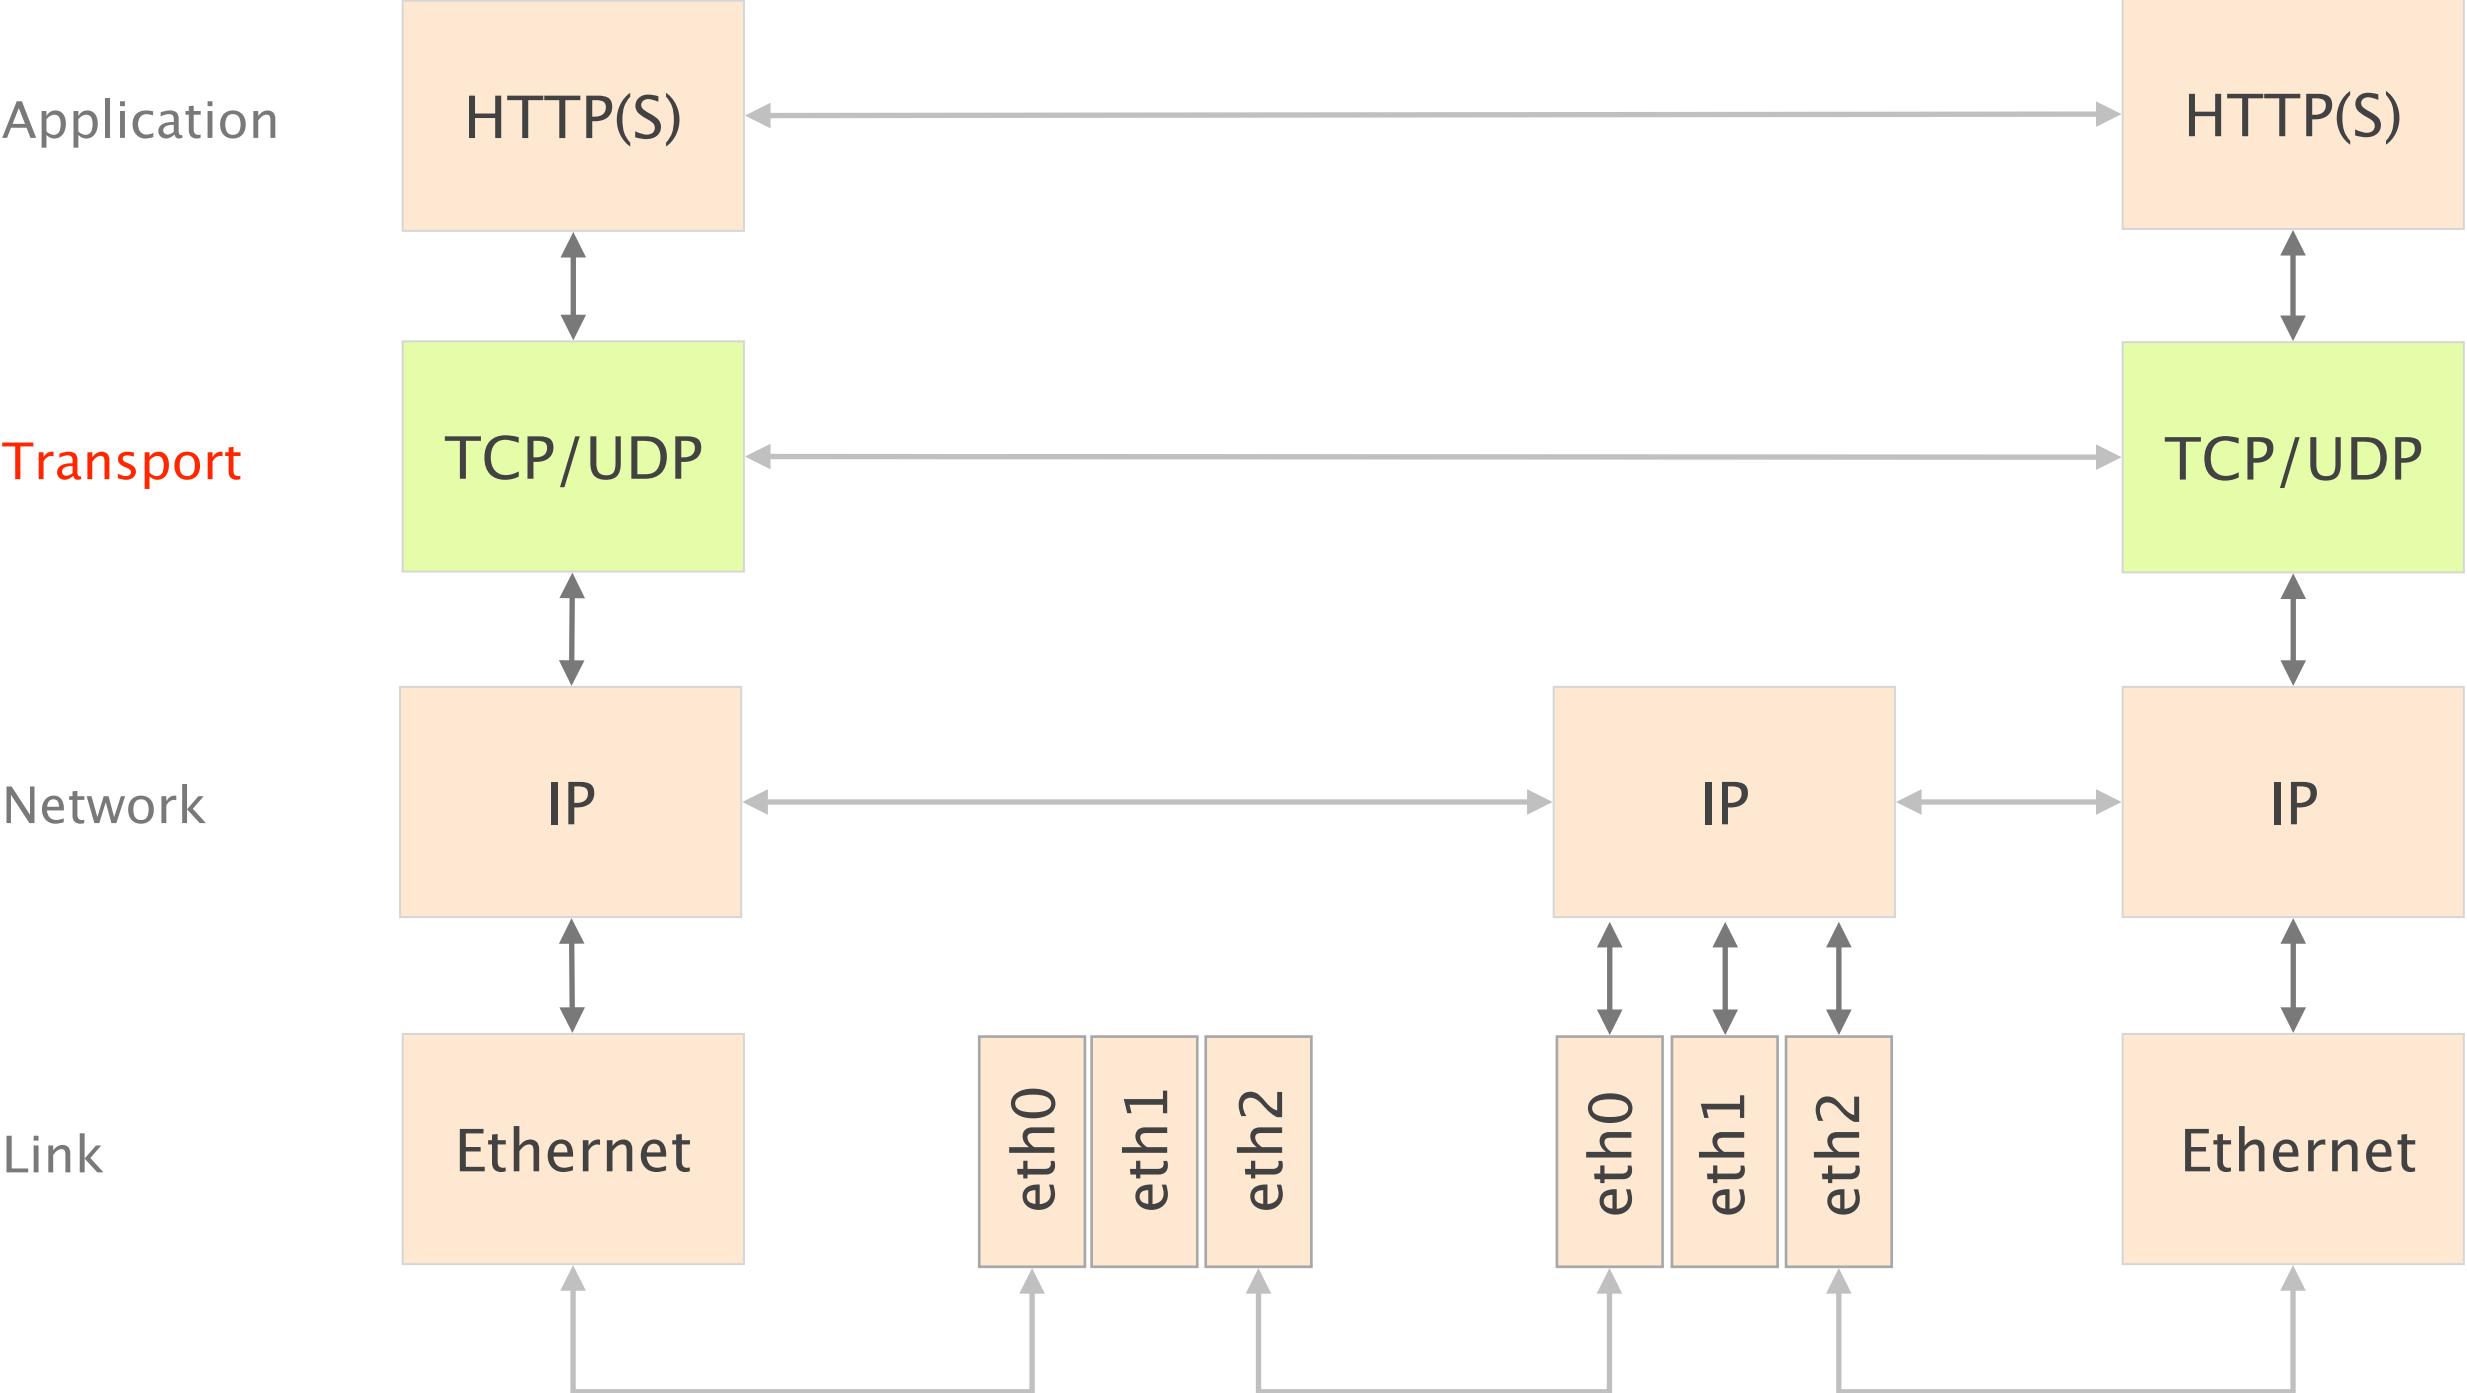 Application
HTTP(S)
HTTP(S)
Transport
TCP/UDP
TCP/UDP
Network
IP
IP
IP
Link
Ethernet
eth0
eth1
eth2
eth0
eth1
eth2
Ethernet